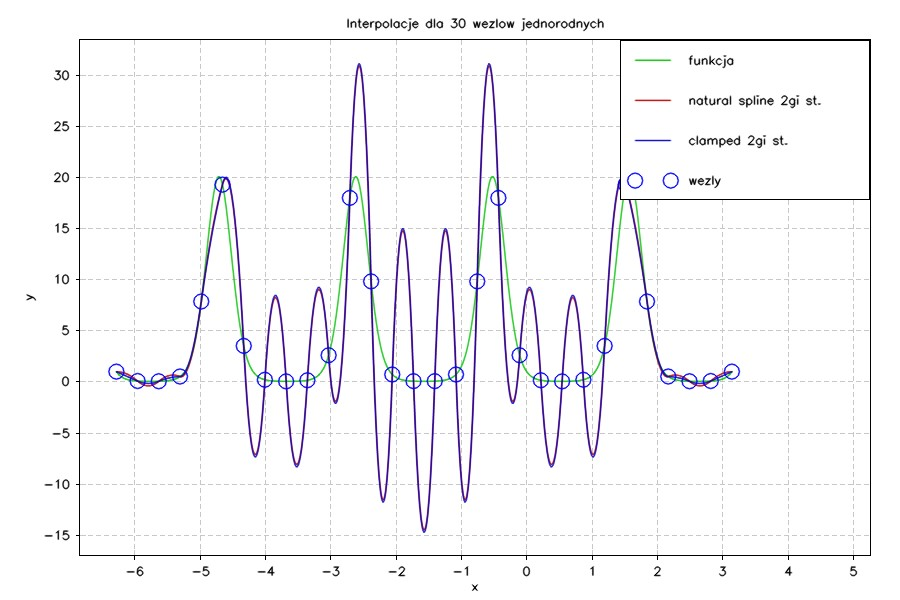 Interpolacje dla 30 wezlow jednorodnych
funkcja
natural spline 2gi st.
clamped 2gi st.
wezly
30
25
20
15
10
5
0
−5
−10
−15
y
−6 −5 −4 −3 −2 −1 0 1 2 3 4 5
x